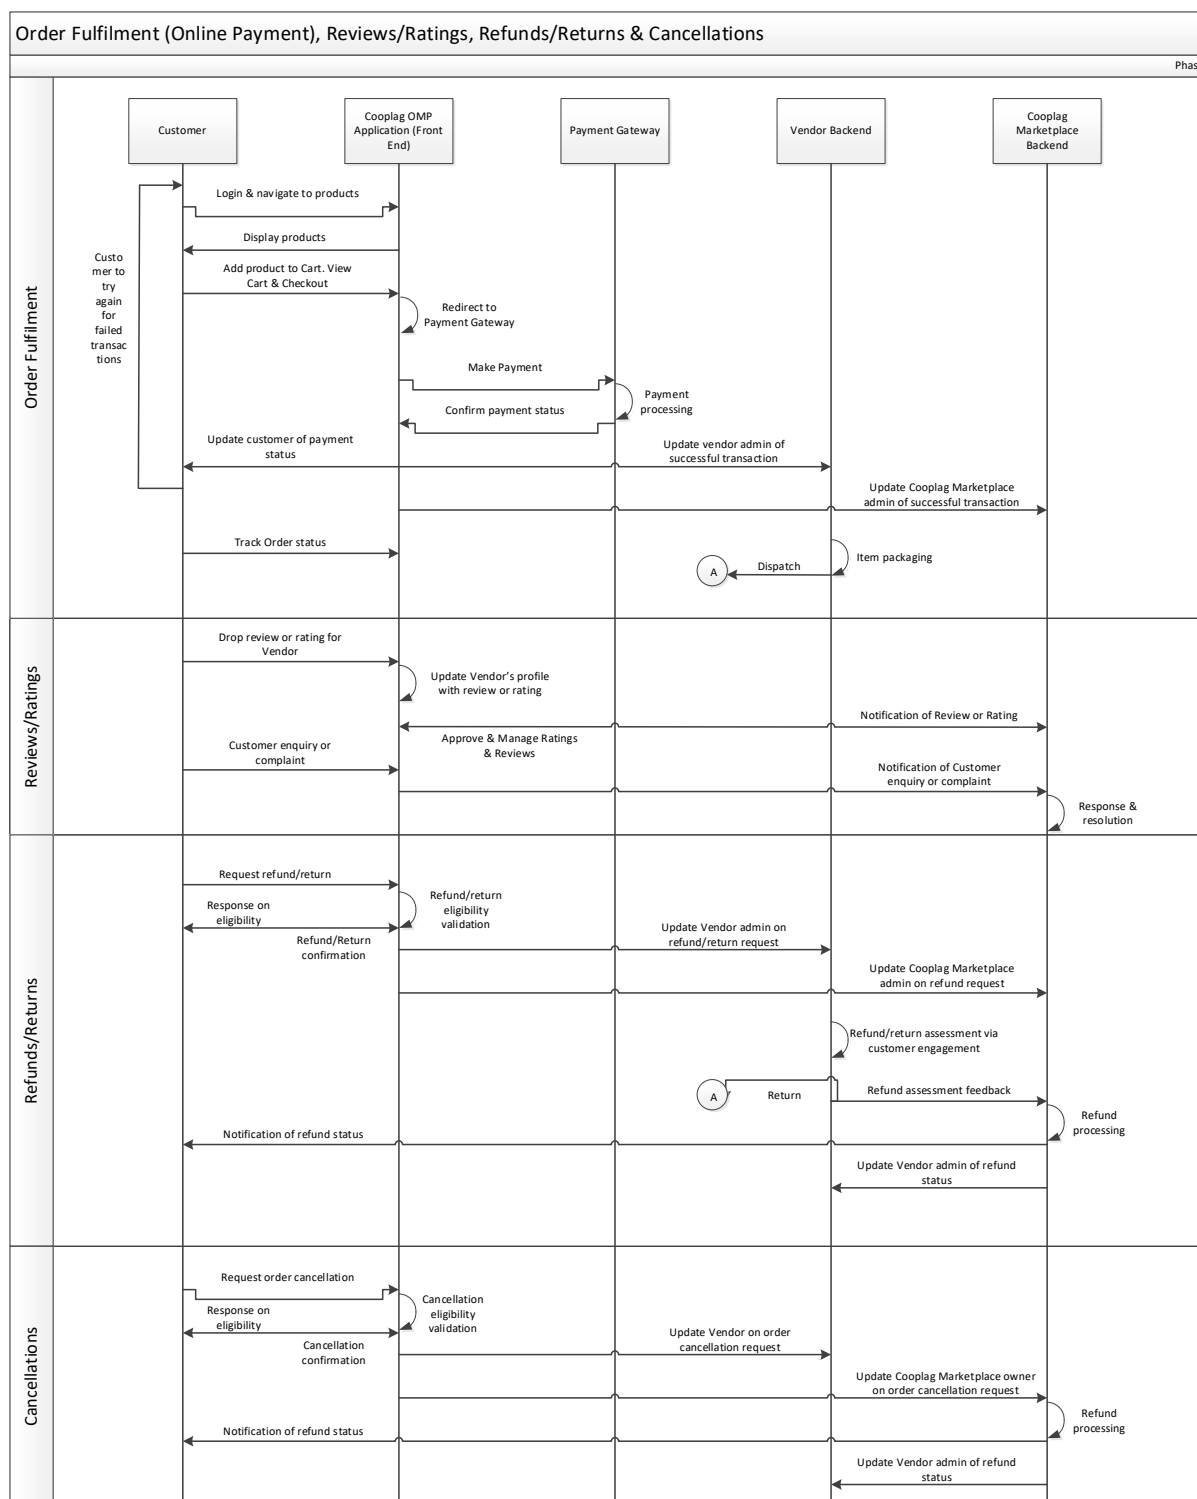 Order Fulfilment (Online Payment), Reviews/Ratings, Refunds/Returns & Cancellations
Phas
Order Fulfilment
Customer
Cooplag OMP
Application (Front
End)
Payment Gateway
Vendor Backend
Cooplag
Marketplace
Backend
Login & navigate to products
Display products
Custo
mer to
try
again
for
failed
transac
tions
Add product to Cart. View
Cart & Checkout
Redirect to
Payment Gateway
Make Payment
Payment
processing
Confirm payment status
Update customer of payment
status
Update vendor admin of
successful transaction
Update Cooplag Marketplace
admin of successful transaction
Track Order status
Item packaging
Dispatch
A
Reviews/Ratings
Drop review or rating for
Vendor
Update Vendor's profile
with review or rating
Notification of Review or Rating
Approve & Manage Ratings
& Reviews
Customer enquiry or
complaint
Notification of Customer
enquiry or complaint
Response &
resolution
Refunds/Returns
Request refund/return
Refund/return
eligibility
validation
Response on
eligibility
Refund/Return
confirmation
Update Vendor admin on
refund/return request
Update Cooplag Marketplace
admin on refund request
Refund/return assessment via
customer engagement
A
Return
Refund assessment feedback
Refund
processing
Notification of refund status
Update Vendor admin of refund
status
Cancellations
Request order cancellation
Cancellation
eligibility
validation
Response on
eligibility
Cancellation
confirmation
Update Vendor on order
cancellation request
Update Cooplag Marketplace owner
on order cancellation request
Refund
processing
Notification of refund status
Update Vendor admin of refund
status